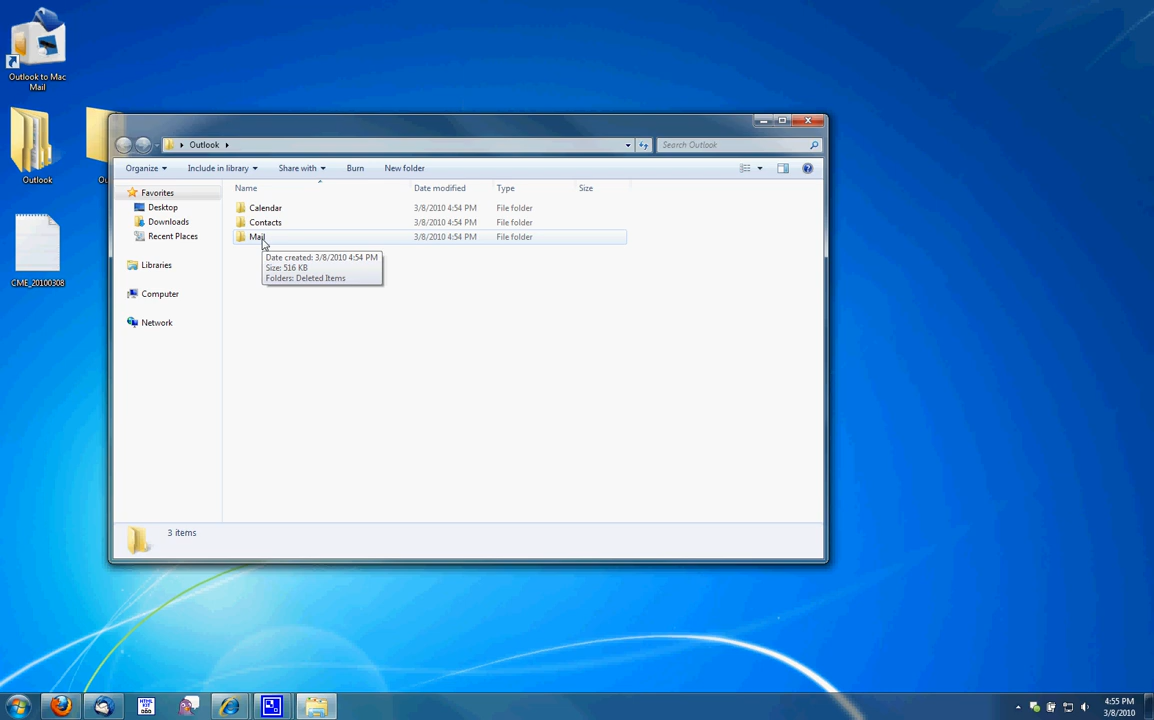 Outlook to Mac
Mail
Outlook
CME_20100308
Outlook
Search Outlook
Organize
Include in library
Share with
Burn
New folder
Name
Date modified
Type
Size
Favorites
Desktop
Downloads
Recent Places
Libraries
Computer
Network
Calendar
3/8/2010 4:54 PM
File folder
Contacts
3/8/2010 4:54 PM
File folder
Mail
3/8/2010 4:54 PM
File folder
Date created: 3/8/2010 4:54 PM
Size: 516 KB
Folders: Deleted Items
3 items
HTML
KIT
4:55 PM
3/8/2010